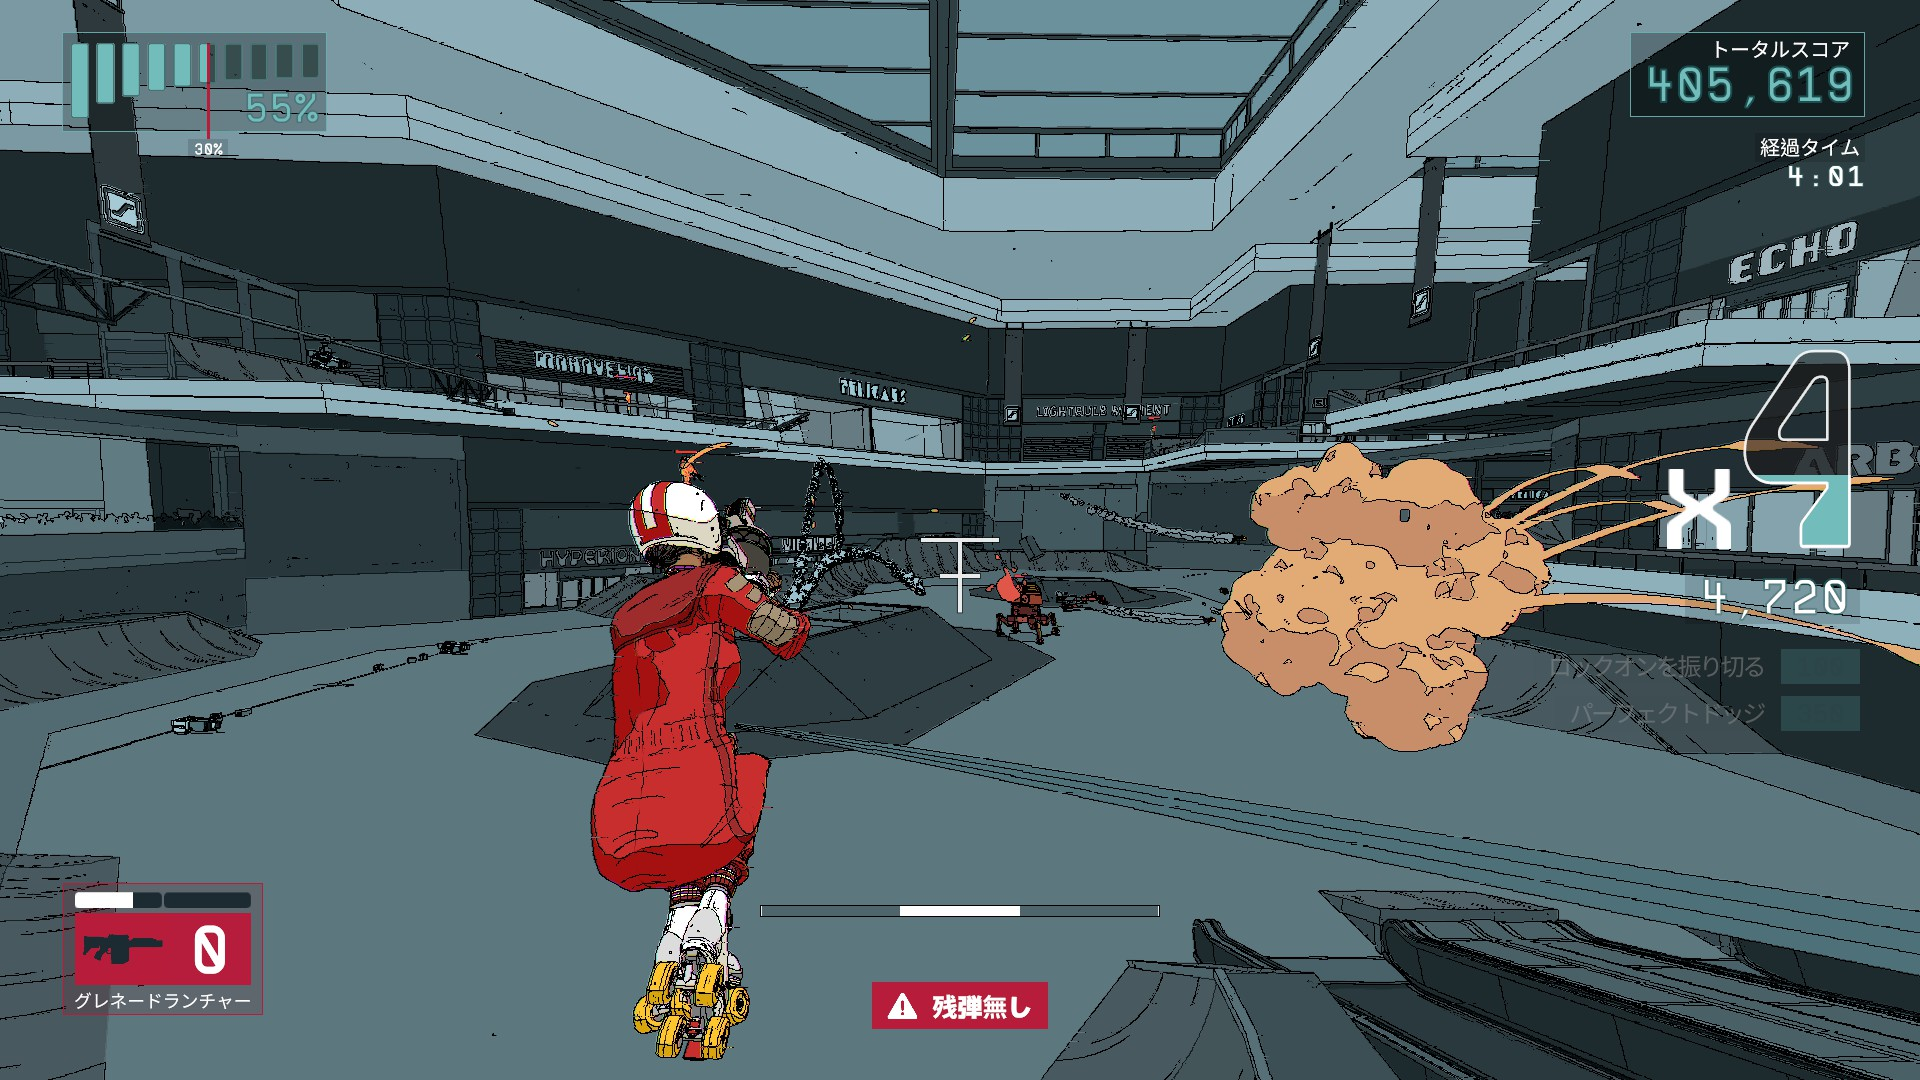 55%
30%
トータルスコア
405,619
経過タイム
4:01
ECHO
x4
4,720
ARB
HYPERION
ロックオンを振り切る
パーフェクトドッジ
0
グレネードランチャー
残弾無し